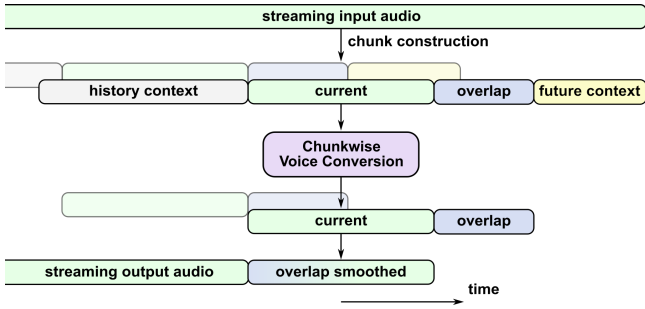 streaming input audio
chunk construction
history context
current
overlap
future context
Chunkwise
Voice Conversion
current
overlap
streaming output audio
overlap smoothed
time